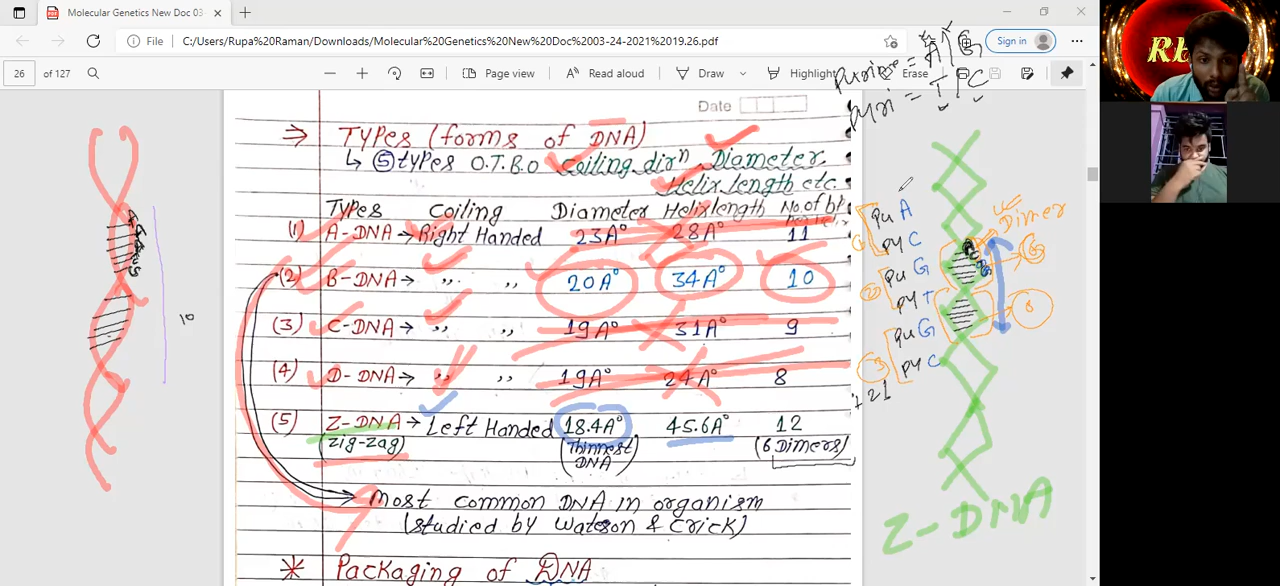 Molecular Genetics New Doc 03-
File C:/Users/Rupa%20Raman/Downloads/Molecular%20Genetics%20New%20Doc%2003-24-2021%2019.26.pdf
Sign in
26 of 127
Page view
Read aloud
Draw
Highlight
Erase
Date
purine = A/G
pyri = T/C
⇒ TYPES (forms of DNA)
↳ ⑤ types O.T.B.O Coiling dirⁿ, Diameter,
Helix length etc.
Types Coiling Diameter Helix length No. of bp
(1) A-DNA → Right Handed 23A° 28A° 11
(2) B-DNA → ,, ,, 20A° 34A° 10
(3) C-DNA → ,, ,, 19A° 31A° 9
(4) D-DNA → ,, ,, 19A° 24A° 8
(5) Z-DNA → Left Handed 18.4A° 45.6A° 12
(zig-zag) (Thinnest DNA) (6 Dimers)
Most common DNA in organism
(studied by Watson & Crick)
* Packaging of DNA
10
Dimer
pu A
py C
pu G
py T
pu G
py C
Z-DNA